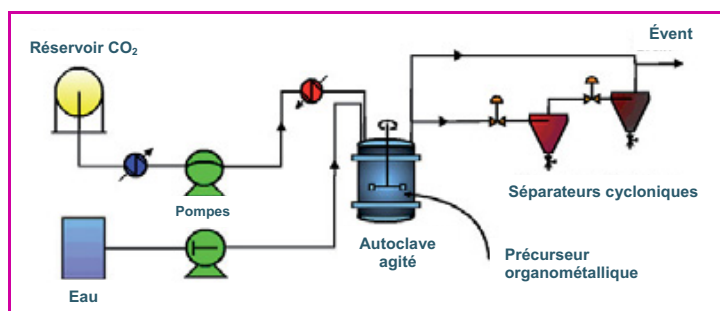 Réservoir CO₂
Évent
Pompes
Séparateurs cycloniques
Autoclave
agité
Précurseur
organométallique
Eau